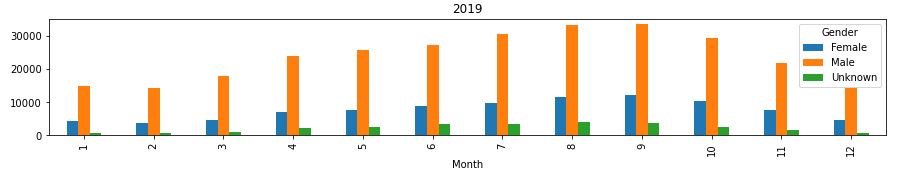 2019
30000
20000
10000
0
Gender
Female
Male
Unknown
1 2 3 4 5 6 7 8 9 10 11 12
Month